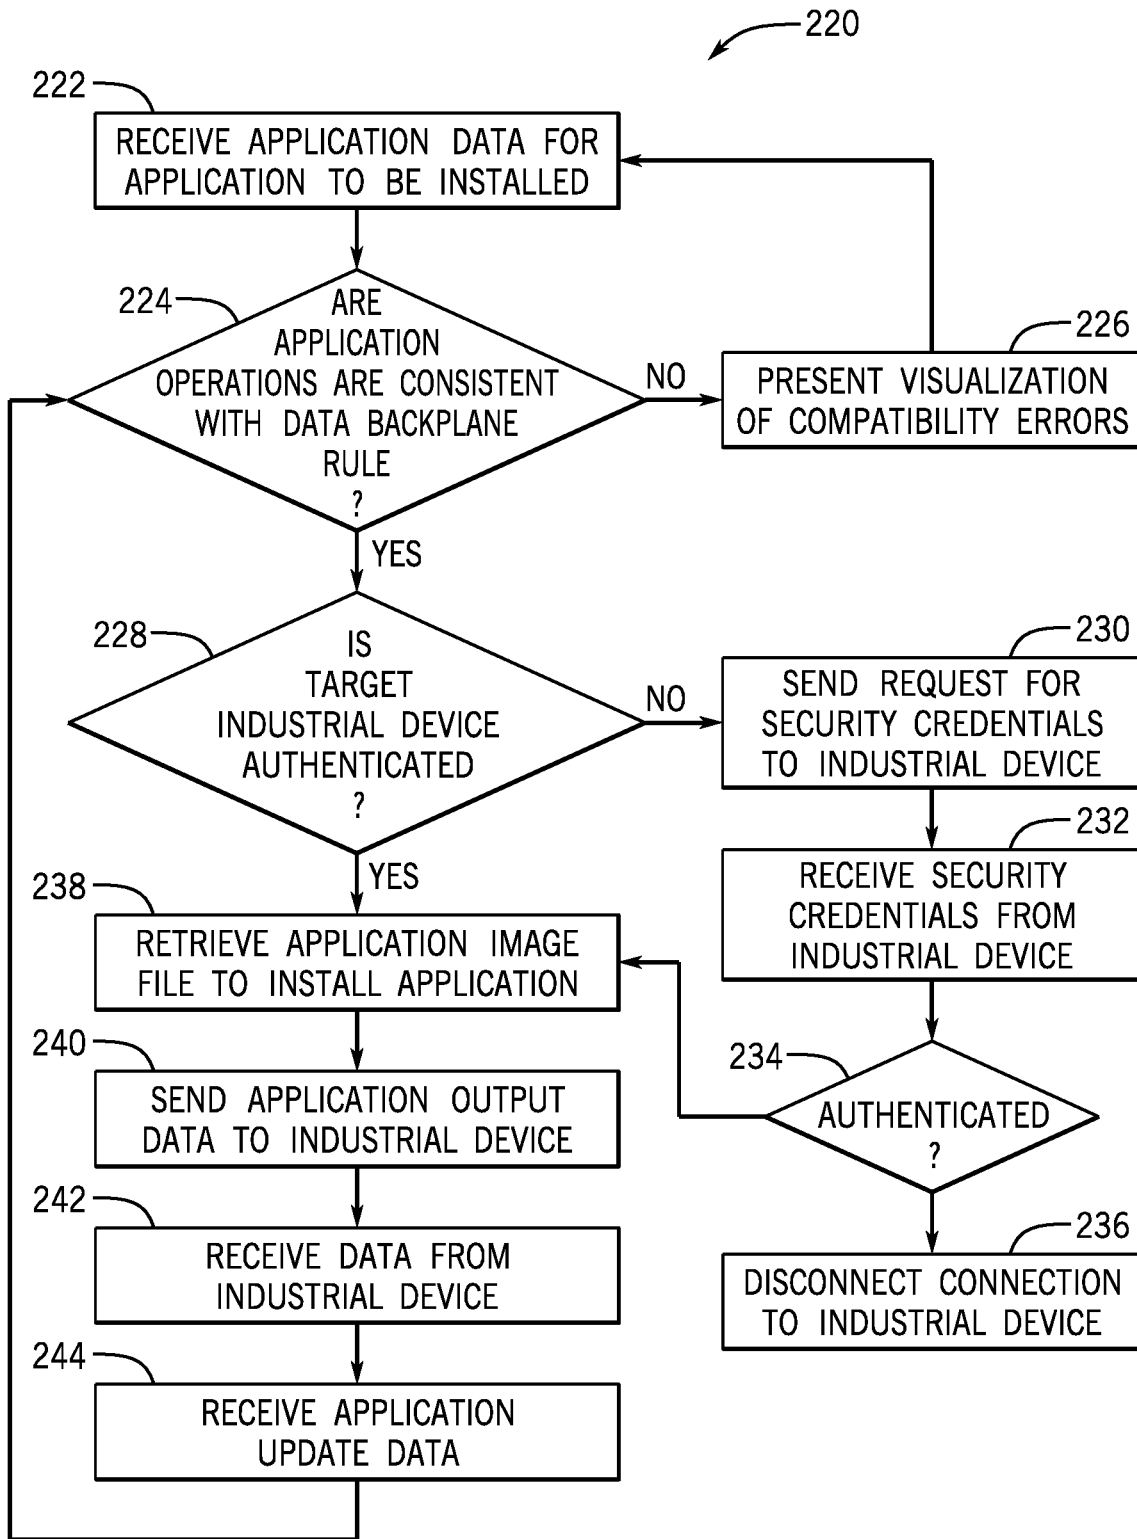 220
222
RECEIVE APPLICATION DATA FOR
APPLICATION TO BE INSTALLED
224
ARE
APPLICATION
OPERATIONS ARE CONSISTENT
WITH DATA BACKPLANE
RULE
?
NO
226
PRESENT VISUALIZATION
OF COMPATIBILITY ERRORS
YES
228
IS
TARGET
INDUSTRIAL DEVICE
AUTHENTICATED
?
NO
230
SEND REQUEST FOR
SECURITY CREDENTIALS
TO INDUSTRIAL DEVICE
232
RECEIVE SECURITY
CREDENTIALS FROM
INDUSTRIAL DEVICE
YES
238
RETRIEVE APPLICATION IMAGE
FILE TO INSTALL APPLICATION
234
AUTHENTICATED
?
240
SEND APPLICATION OUTPUT
DATA TO INDUSTRIAL DEVICE
236
DISCONNECT CONNECTION
TO INDUSTRIAL DEVICE
242
RECEIVE DATA FROM
INDUSTRIAL DEVICE
244
RECEIVE APPLICATION
UPDATE DATA